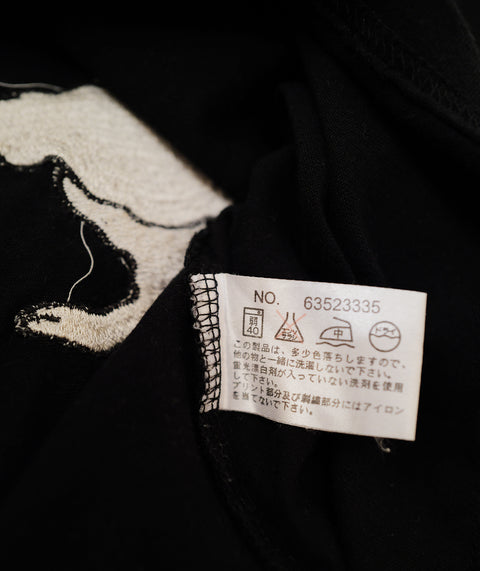 NO. 63523335
弱 40 エンソ サラシ 中 ドライ
この製品は、多少色落ちしますので、
他の物と一緒に洗濯しないで下さい。
蛍光漂白剤が入っていない洗剤を使用
して下さい。
プリント部分及び刺繍部分にはアイロン
を当てないで下さい。